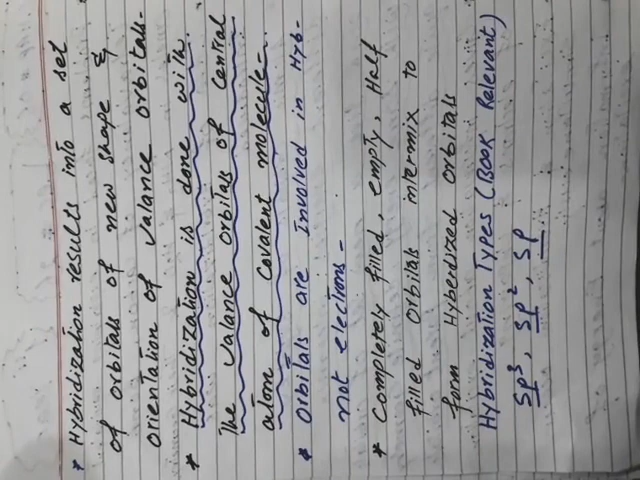 * Hybridization results into a set
of orbitals of new shape &
orientation of valance orbitals-
* Hybridization is done with
The valance orbitals of central
atom of covalent molecule-
* Orbitals are involved in Hyb-
not electrons-
* Completely filled, empty, Half
filled orbitals intermix to
form Hyberdized orbitals
Hybridization Types (Book Relevant)
SP³, SP², SP